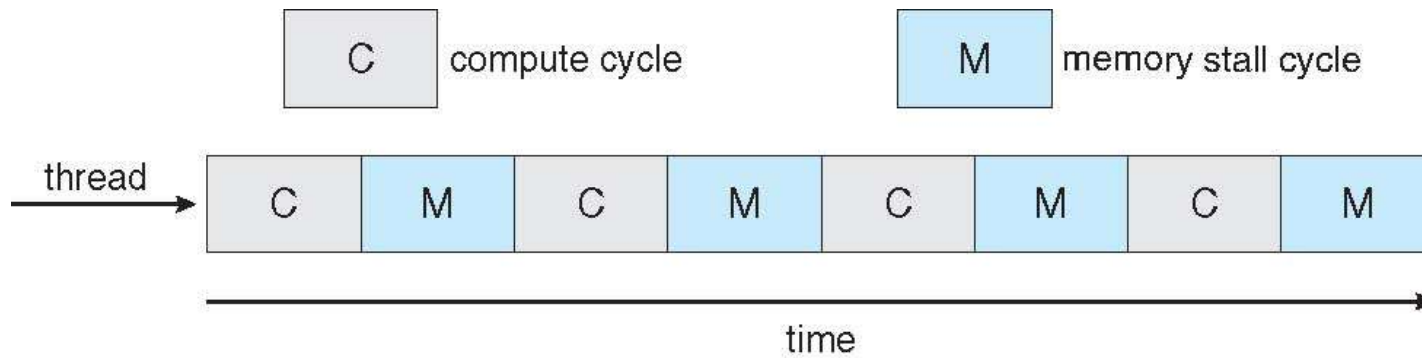 C compute cycle M memory stall cycle
thread
C M C M C M C M
time